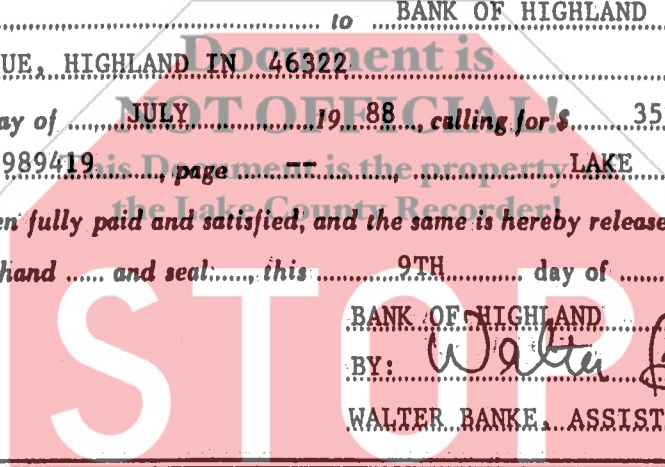 to BANK OF HIGHLAND
UE, HIGHLAND IN 46322
Document is
ay of JULY 19 88, calling for $ 35
NOT OFFICIAL!
989419, page --, LAKE
his Document is the property
en fully paid and satisfied, and the same is hereby release
the Lake County Recorder!
hand and seal, this 9TH day of
STOP
BANK OF HIGHLAND
BY: Walter
WALTER BANKE, ASSIST